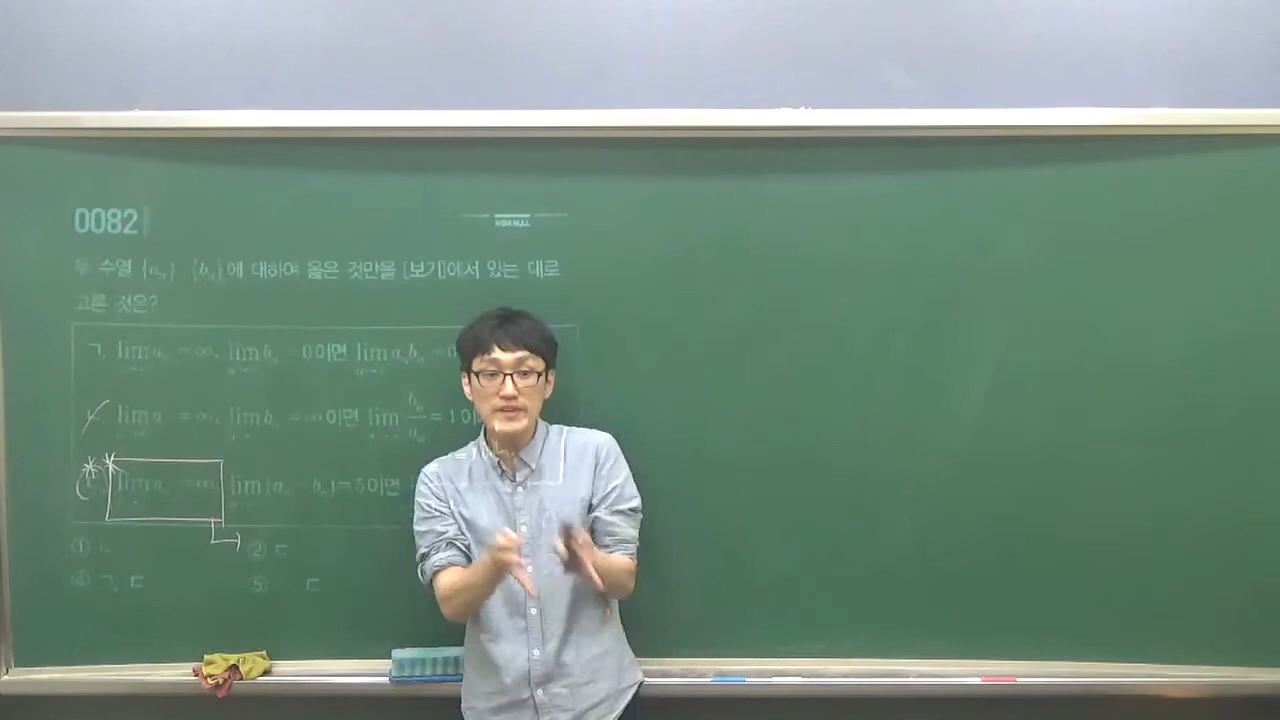 0082
두 수열 {aₙ} {bₙ}에 대하여 옳은 것만을 [보기]에서 있는 대로
고른 것은?
ㄱ. lim aₙ = ∞, lim bₙ = 0이면 lim aₙbₙ = 0
lim aₙ = ∞, lim bₙ = ∞이면 lim bₙ/aₙ = 1이
lim aₙ = ∞, lim(aₙ - bₙ) = 5이면
① ㄴ ② ㄷ
④ ㄱ, ㄷ ⑤ ㄷ